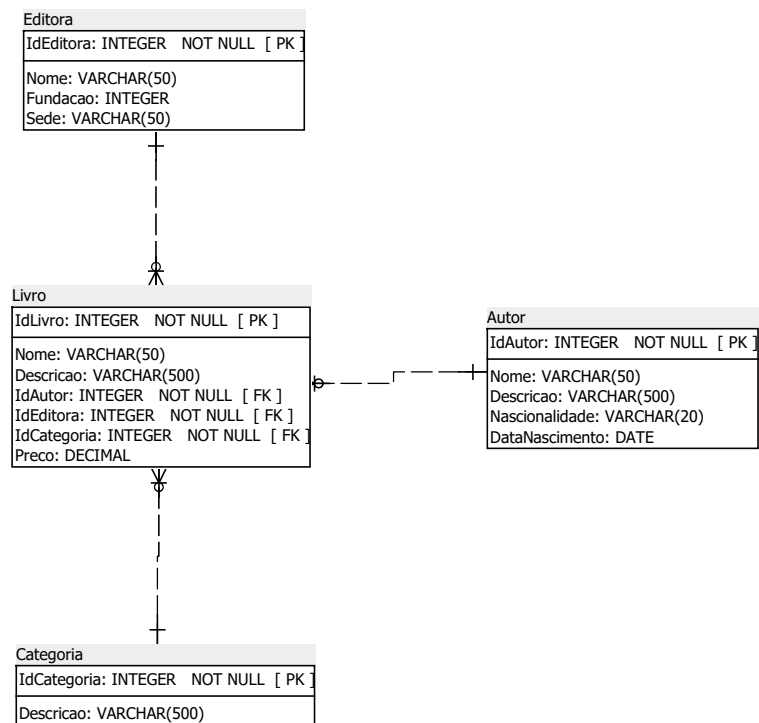 Editora
IdEditora: INTEGER NOT NULL [ PK ]
Nome: VARCHAR(50)
Fundacao: INTEGER
Sede: VARCHAR(50)
Livro
IdLivro: INTEGER NOT NULL [ PK ]
Nome: VARCHAR(50)
Descricao: VARCHAR(500)
IdAutor: INTEGER NOT NULL [ FK ]
IdEditora: INTEGER NOT NULL [ FK ]
IdCategoria: INTEGER NOT NULL [ FK ]
Preco: DECIMAL
Autor
IdAutor: INTEGER NOT NULL [ PK ]
Nome: VARCHAR(50)
Descricao: VARCHAR(500)
Nascionalidade: VARCHAR(20)
DataNascimento: DATE
Categoria
IdCategoria: INTEGER NOT NULL [ PK ]
Descricao: VARCHAR(500)